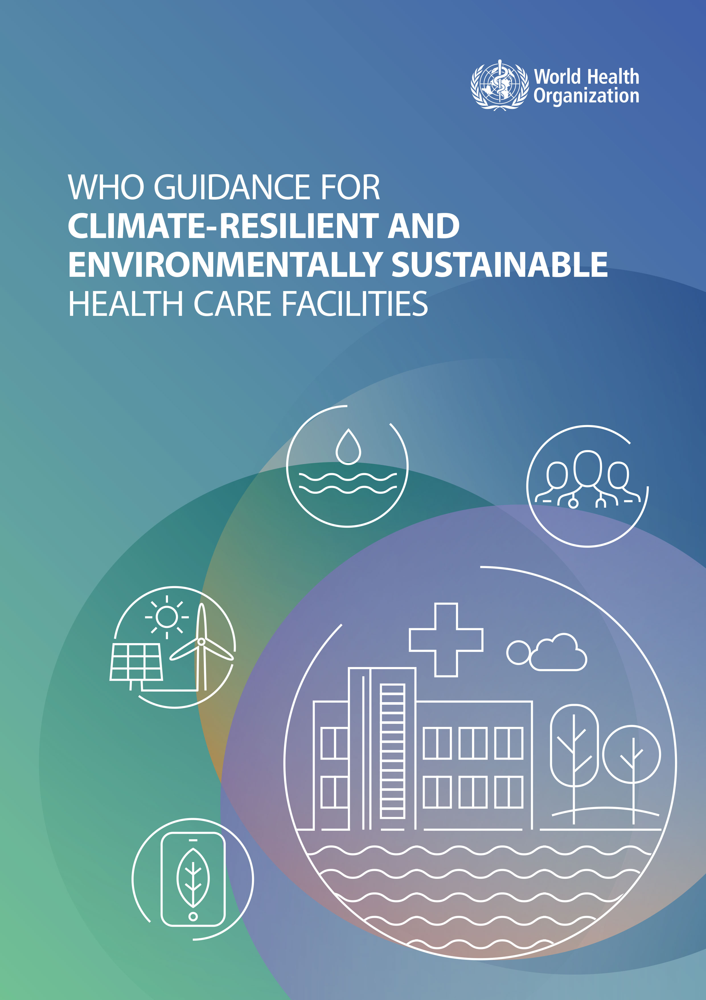 World Health
Organization
WHO GUIDANCE FOR
CLIMATE-RESILIENT AND
ENVIRONMENTALLY SUSTAINABLE
HEALTH CARE FACILITIES